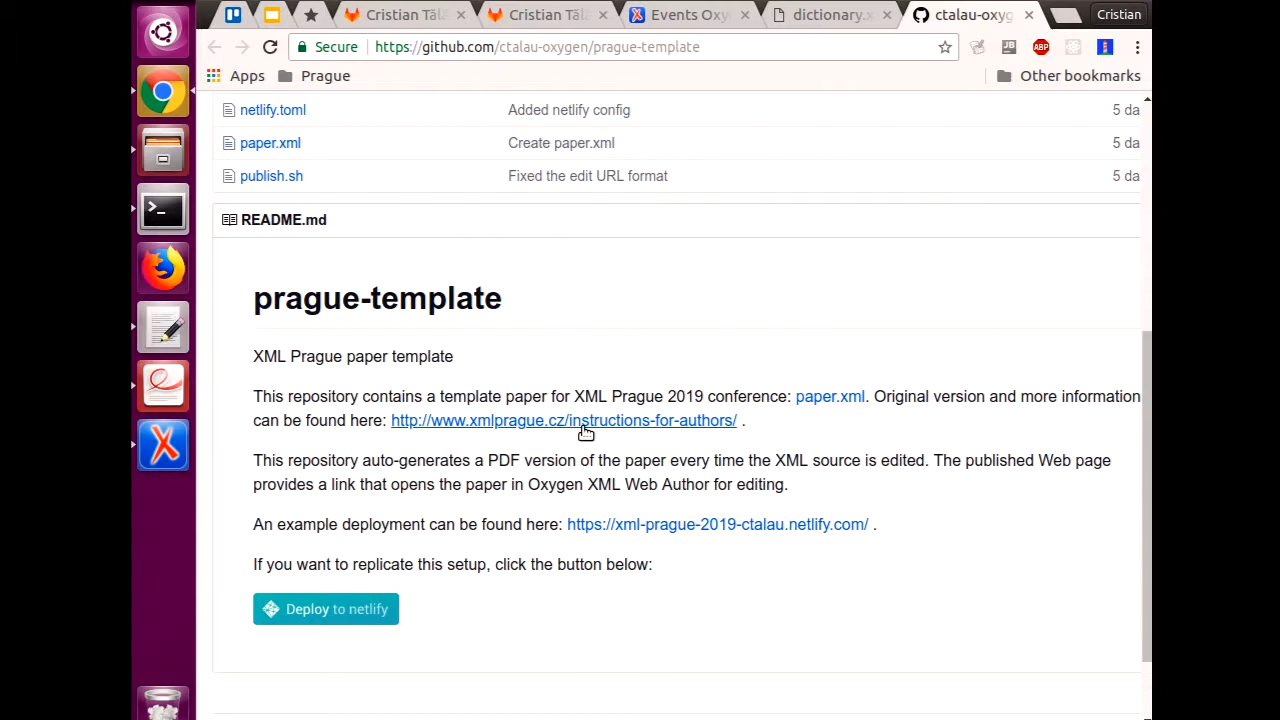 Cristian Tăla
Cristian Tăla
Events Oxy
dictionary.x
ctalau-oxyg
Cristian
Secure
https://github.com/ctalau-oxygen/prague-template
JB
ABP
Apps
Prague
Other bookmarks
netlify.toml Added netlify config 5 da
paper.xml Create paper.xml 5 da
publish.sh Fixed the edit URL format 5 da
README.md
prague-template
XML Prague paper template
This repository contains a template paper for XML Prague 2019 conference: paper.xml. Original version and more information
can be found here: http://www.xmlprague.cz/instructions-for-authors/ .
This repository auto-generates a PDF version of the paper every time the XML source is edited. The published Web page
provides a link that opens the paper in Oxygen XML Web Author for editing.
An example deployment can be found here: https://xml-prague-2019-ctalau.netlify.com/ .
If you want to replicate this setup, click the button below:
Deploy to netlify